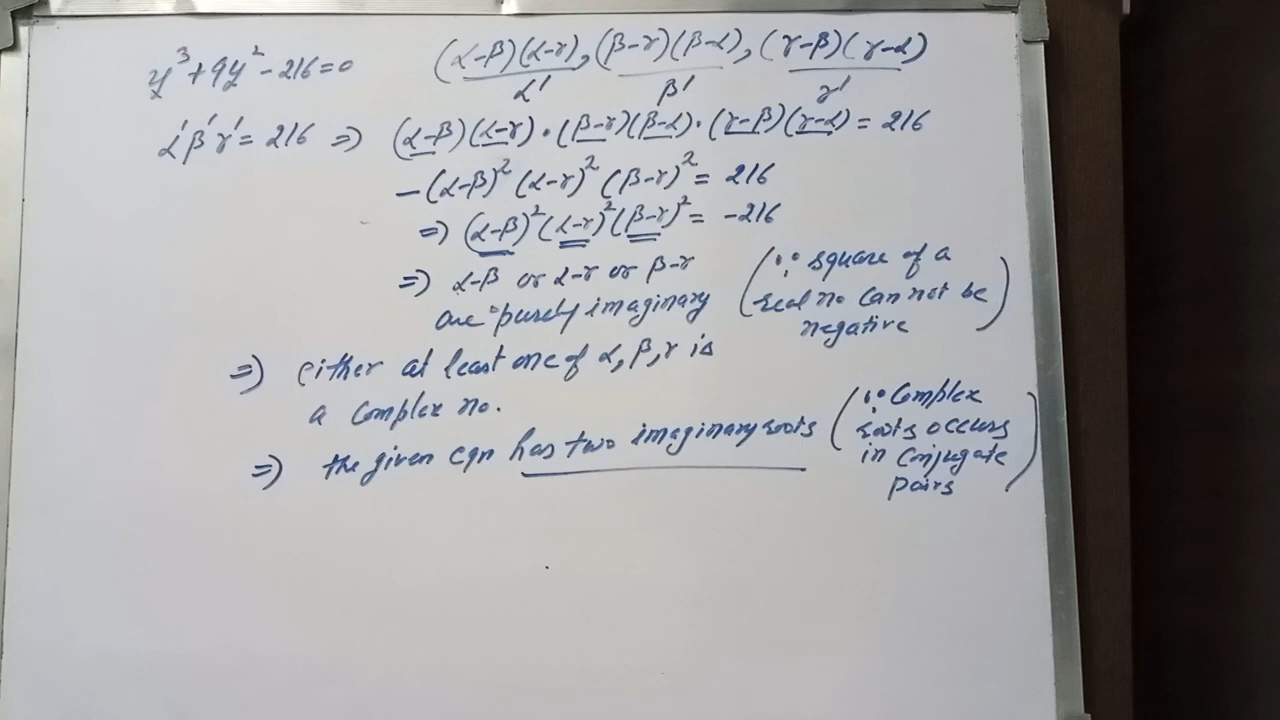 y³+9y²-216=0 (α-β)(α-γ), (β-γ)(β-α), (γ-β)(γ-α)
α' β' γ'
α'β'γ'=216 ⇒ (α-β)(α-γ)·(β-γ)(β-α)·(γ-β)(γ-α)=216
-(α-β)²(α-γ)²(β-γ)²=216
⇒ (α-β)²(α-γ)²(β-γ)²= -216
⇒ α-β or α-γ or β-γ
are purely imaginary (∵ square of a
real no can not be
negative)
⇒ either at least one of α, β, γ is
a complex no.
⇒ the given eqn has two imaginary roots (∵ Complex
roots occurs
in conjugate
pairs)